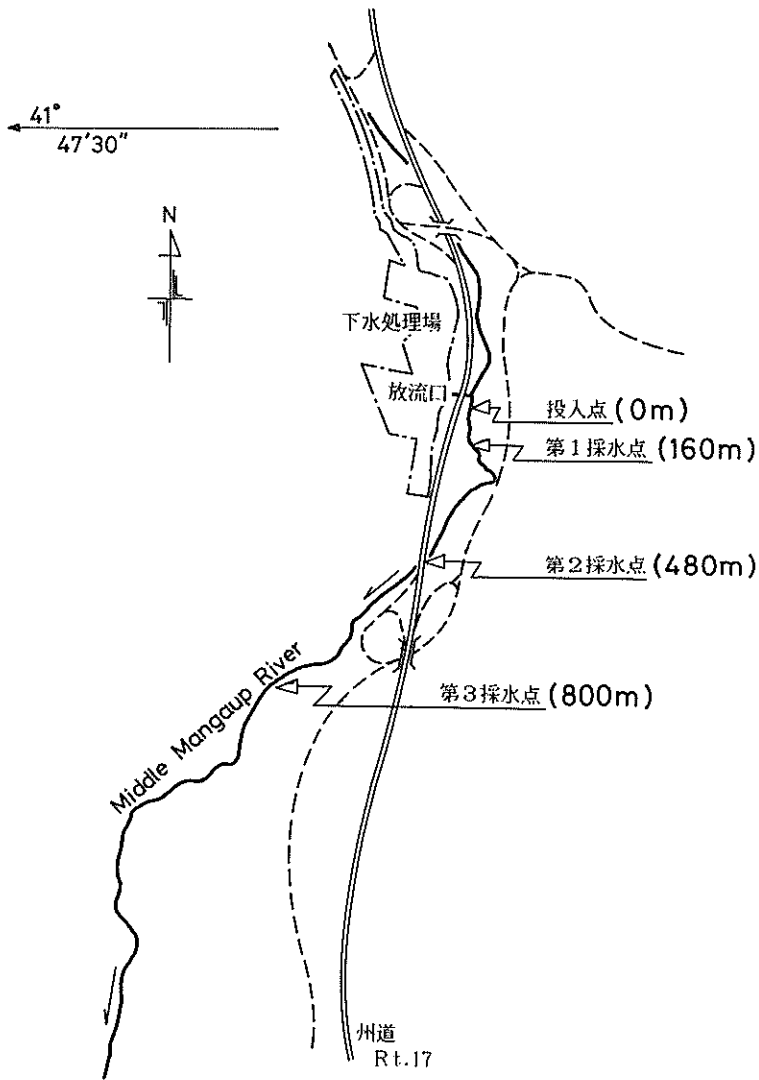 41°
47'30"
N
下水処理場
放流口
投入点 (0m)
第1採水点 (160m)
第2採水点 (480m)
第3採水点 (800m)
Middle Mangaup River
州道
Rt.17